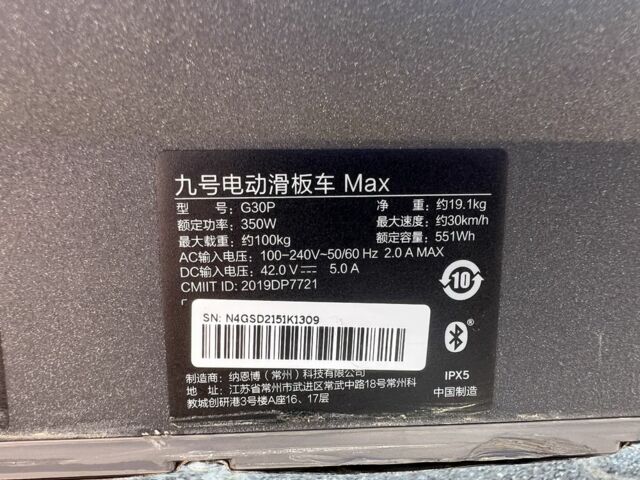 九号电动滑板车 Max
型 号: G30P 净 重: 约19.1kg
额定功率: 350W 最大速度: 约30km/h
最大载重: 约100kg 额定容量: 551Wh
AC输入电压: 100-240V~50/60 Hz 2.0 A MAX
DC输入电压: 42.0 V⎓ 5.0 A
CMIIT ID: 2019DP7721
10
SN: N4GSD2151K1309
制造商: 纳恩博（常州）科技有限公司
地 址: 江苏省常州市武进区常武中路18号常州科
教城创研港3号楼A座16、17层
®
IPX5
中国制造